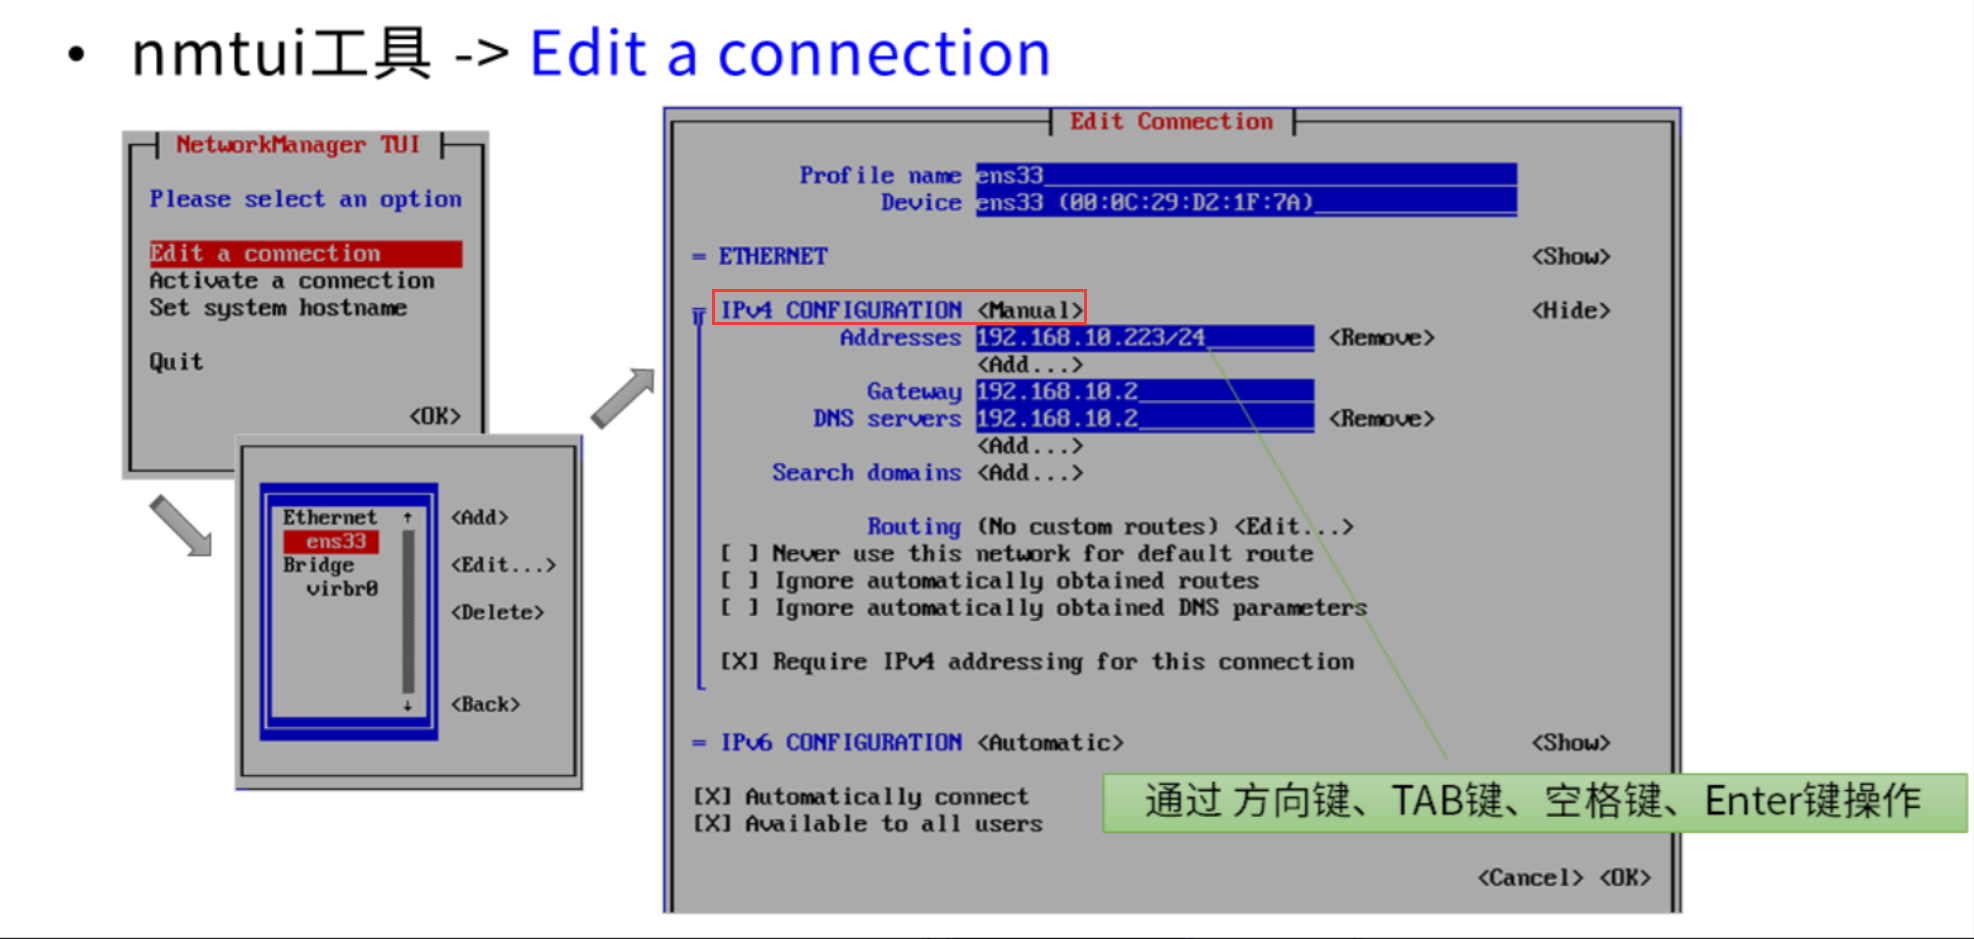 • nmtui工具 -> Edit a connection
NetworkManager TUI
Please select an option
Edit a connection
Activate a connection
Set system hostname
Quit
<OK>
Ethernet ↑ <Add>
ens33
Bridge <Edit...>
virbr0
<Delete>
↓ <Back>
Edit Connection
Profile name ens33
Device ens33 (00:0C:29:D2:1F:7A)
= ETHERNET <Show>
IPv4 CONFIGURATION <Manual> <Hide>
Addresses 192.168.10.223/24 <Remove>
<Add...>
Gateway 192.168.10.2
DNS servers 192.168.10.2 <Remove>
<Add...>
Search domains <Add...>
Routing (No custom routes) <Edit...>
[ ] Never use this network for default route
[ ] Ignore automatically obtained routes
[ ] Ignore automatically obtained DNS parameters
[X] Require IPv4 addressing for this connection
= IPv6 CONFIGURATION <Automatic> <Show>
[X] Automatically connect
[X] Available to all users
通过 方向键、TAB键、空格键、Enter键操作
<Cancel> <OK>